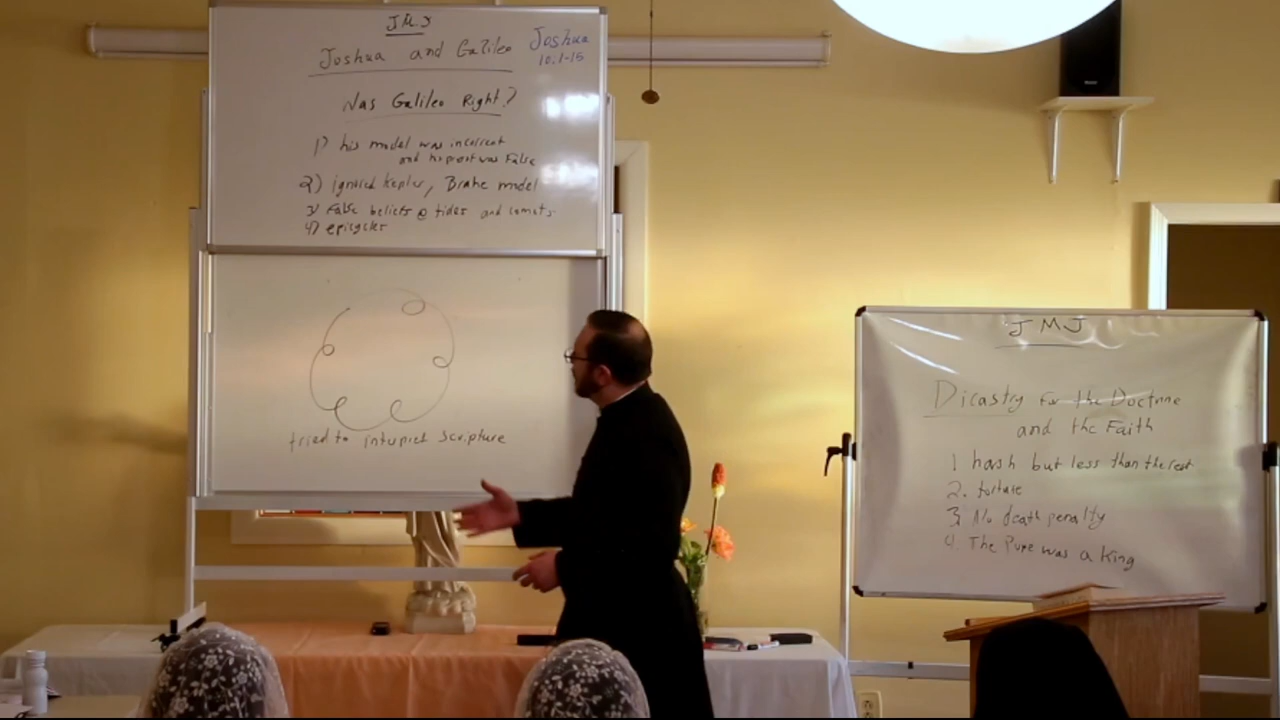 J.M.J
Joshua and Galileo
Joshua
10:1-15
Was Galileo Right?
1) his model was incorrect
and his proof was False
2) ignored Kepler, Brahe model
3) False beliefs @ tides and comets.
4) epicycles
tried to interpret scripture
JMJ
Dicastry for the Doctrine
and the Faith
1 harsh but less than the rest
2. torture
3. No death penalty
4. The Pope was a King